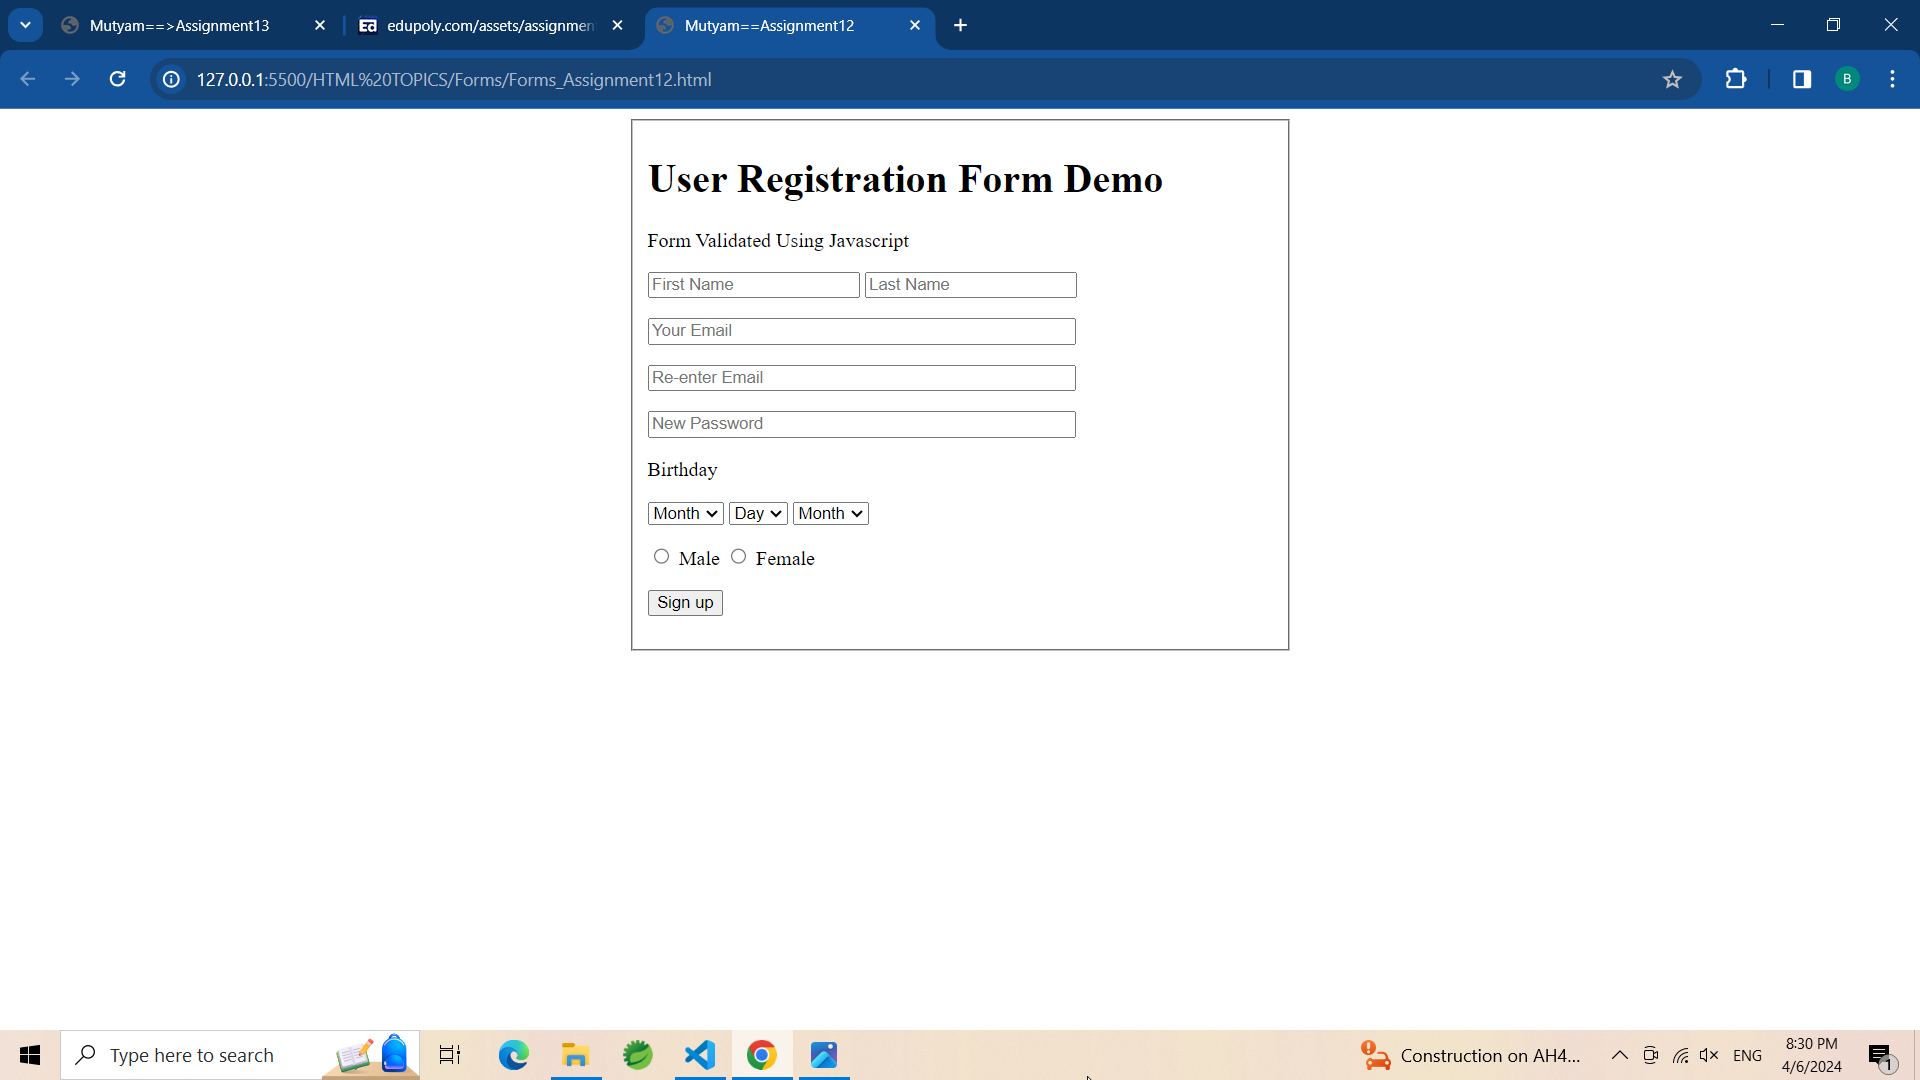 Mutyam==>Assignment13
edupoly.com/assets/assignmen
Mutyam==Assignment12
127.0.0.1:5500/HTML%20TOPICS/Forms/Forms_Assignment12.html
B
User Registration Form Demo
Form Validated Using Javascript
First Name Last Name
Your Email
Re-enter Email
New Password
Birthday
Month Day Month
Male Female
Sign up
Type here to search
Construction on AH4...
ENG
8:30 PM
4/6/2024
1